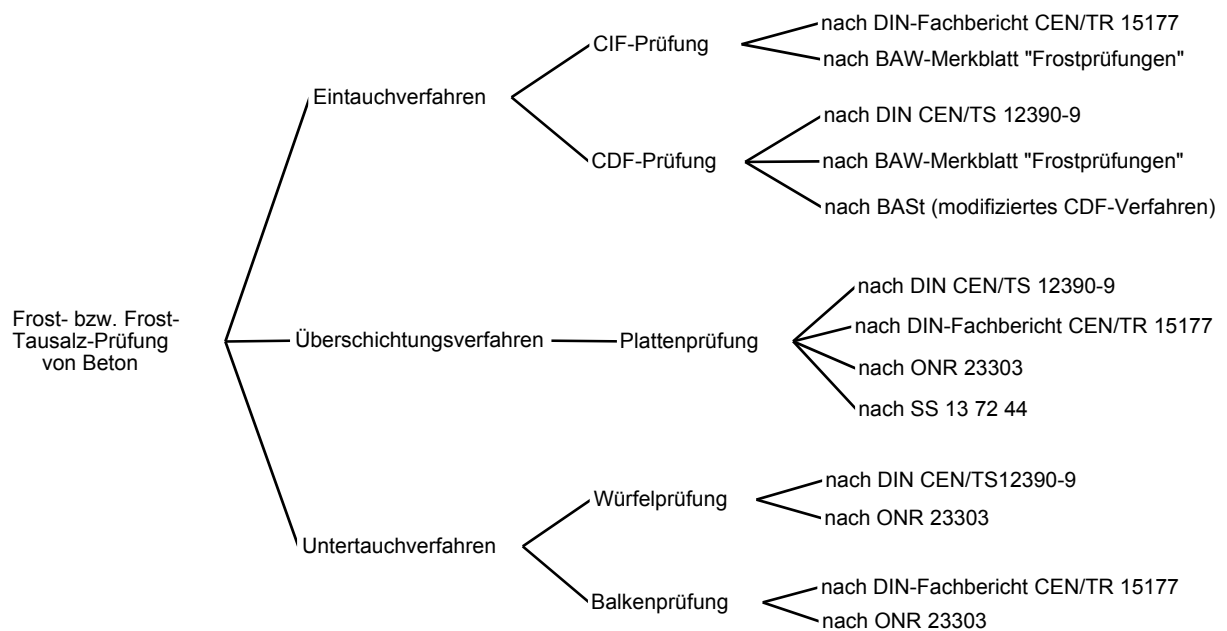 Frost- bzw. Frost-
Tausalz-Prüfung
von Beton
Eintauchverfahren
CIF-Prüfung
nach DIN-Fachbericht CEN/TR 15177
nach BAW-Merkblatt "Frostprüfungen"
CDF-Prüfung
nach DIN CEN/TS 12390-9
nach BAW-Merkblatt "Frostprüfungen"
nach BASt (modifiziertes CDF-Verfahren)
Überschichtungsverfahren
Plattenprüfung
nach DIN CEN/TS 12390-9
nach DIN-Fachbericht CEN/TR 15177
nach ONR 23303
nach SS 13 72 44
Untertauchverfahren
Würfelprüfung
nach DIN CEN/TS12390-9
nach ONR 23303
Balkenprüfung
nach DIN-Fachbericht CEN/TR 15177
nach ONR 23303